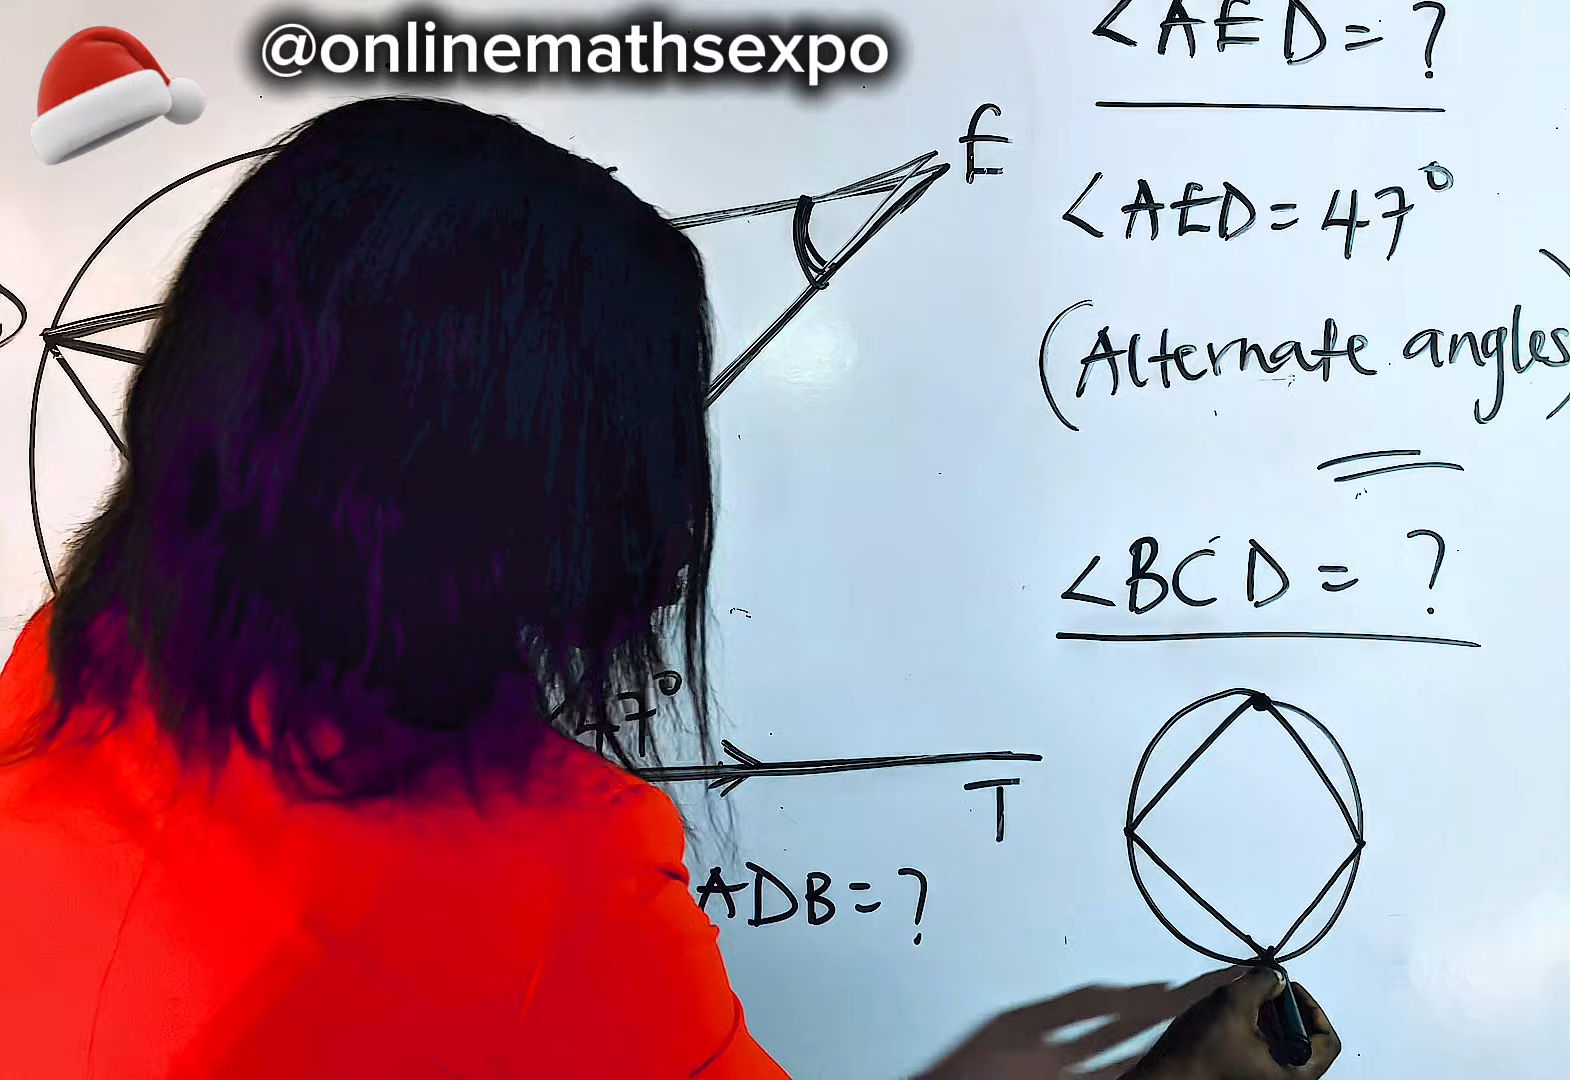 @onlinemathsexpo
<AED=?
E
<AED=47°
(Alternate angles)
<BCD=?
47°
T
ADB=?